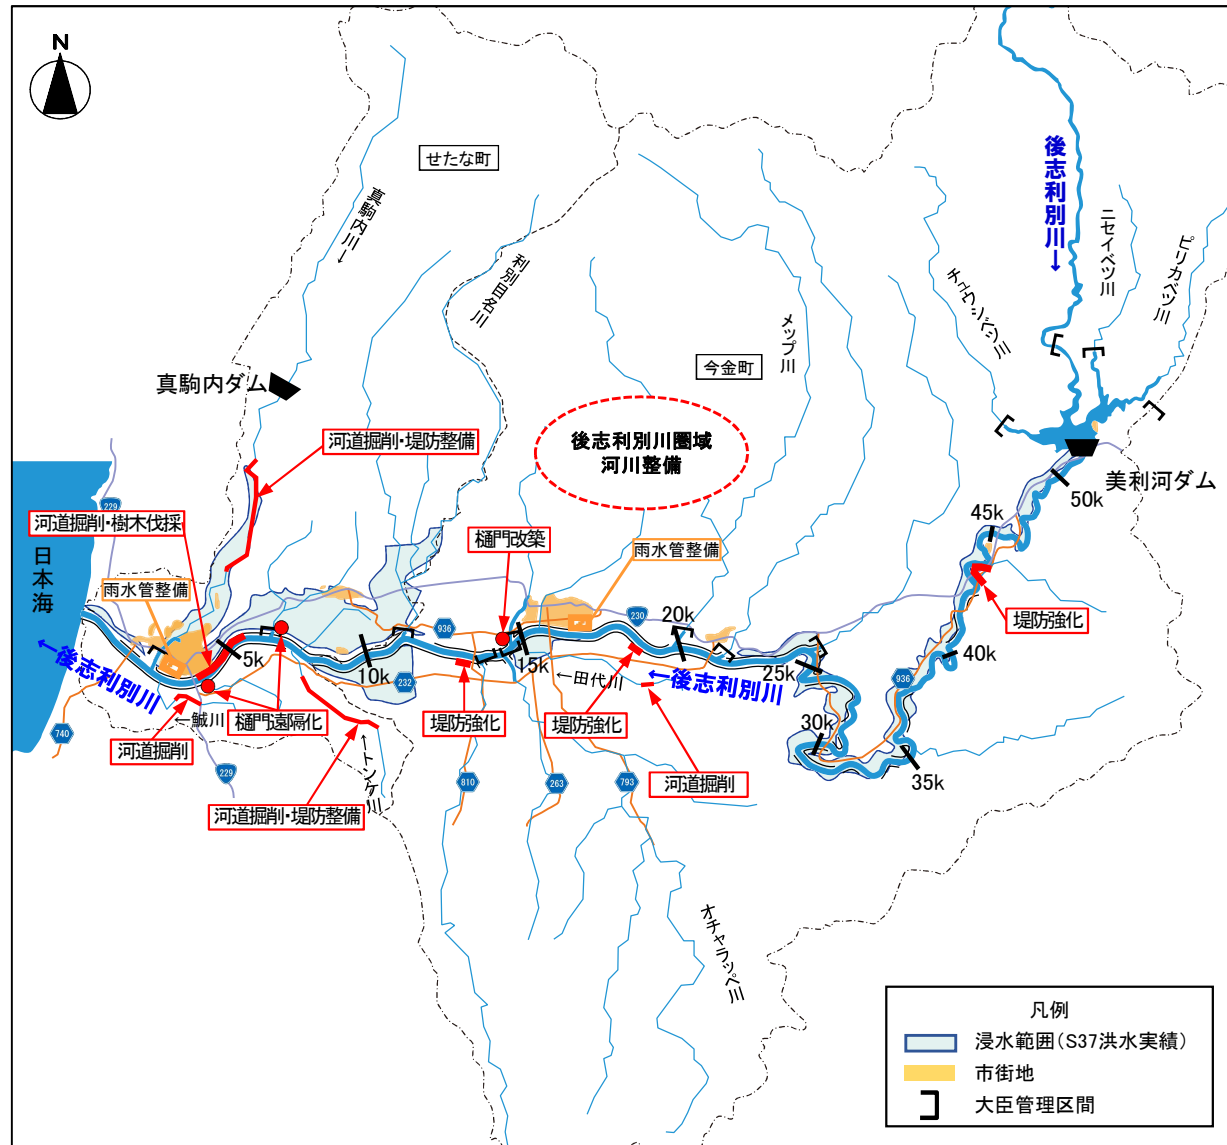 N
せたな町
真駒内川→
利別目名川
後志利別川→
ニセイベツ川
ピリカベツ川
チュウシベツ川
メップ川
今金町
真駒内ダム
後志利別川圏域
河川整備
河道掘削・堤防整備
美利河ダム
50k
45k
229
河道掘削・樹木伐採
樋門改築
雨水管整備
日本海
雨水管整備
堤防強化
936
230
20k
5k
10k
15k
25k
40k
936
232
←田代川
←後志利別川
←後志利別川
30k
35k
740
←鰔川
樋門遠隔化
堤防強化
堤防強化
河道掘削
229
←トンケ川
810
263
793
河道掘削
河道掘削・堤防整備
オチャラッペ川
凡例
浸水範囲(S37洪水実績)
市街地
大臣管理区間